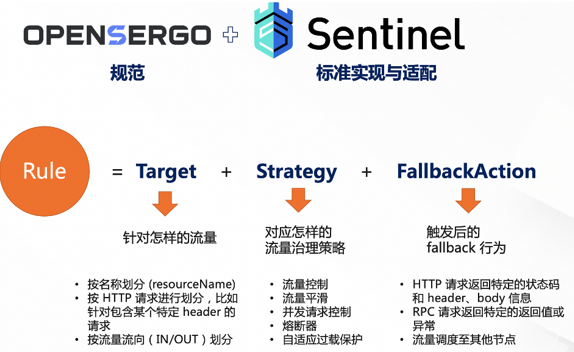 OPENSERGO + Sentinel
规范
标准实现与适配
Rule = Target + Strategy + FallbackAction
针对怎样的流量
对应怎样的
流量治理策略
触发后的
fallback 行为
• 按名称划分 (resourceName)
• 按 HTTP 请求进行划分，比如
针对包含某个特定 header 的
请求
• 按流量流向（IN/OUT）划分
• 流量控制
• 流量平滑
• 并发请求控制
• 熔断器
• 自适应过载保护
• HTTP 请求返回特定的状态码
和 header、body 信息
• RPC 请求返回特定的返回值或
异常
• 流量调度至其他节点